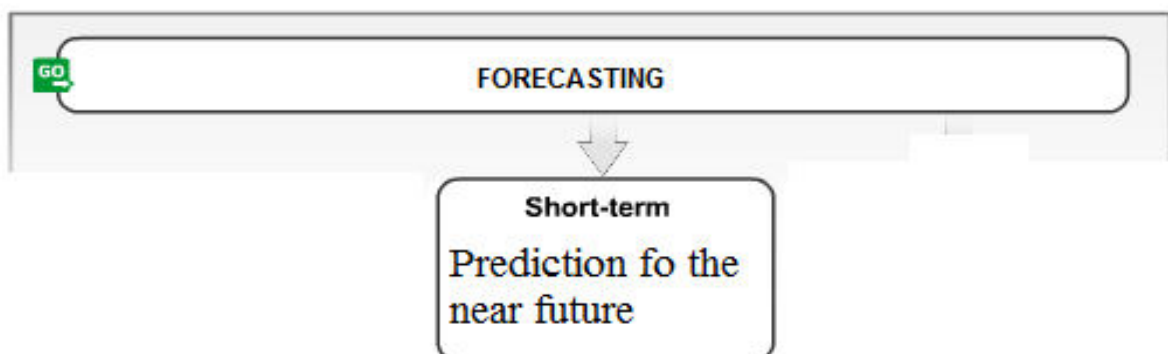 GO
FORECASTING
Short-term
Prediction fo the
near future